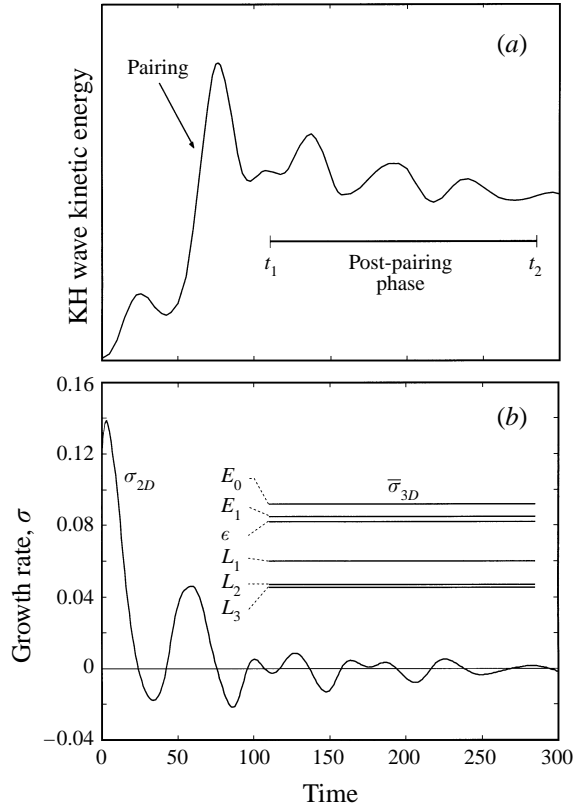 (a)
Pairing
KH wave kinetic energy
t₁ Post-pairing phase t₂
(b)
0.16
0.12
0.08
0.04
0
−0.04
Growth rate, σ
σ₂D
E₀
E₁
ϵ
L₁
L₂
L₃
σ̅₃D
0 50 100 150 200 250 300
Time